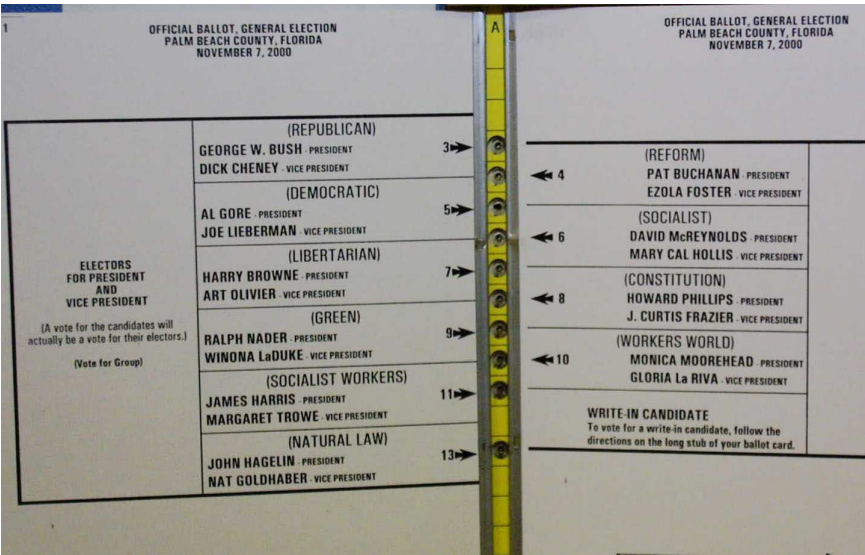 1
OFFICIAL BALLOT, GENERAL ELECTION
PALM BEACH COUNTY, FLORIDA
NOVEMBER 7, 2000
ELECTORS
FOR PRESIDENT
AND
VICE PRESIDENT
(A vote for the candidates will
actually be a vote for their electors.)
(Vote for Group)
(REPUBLICAN)
GEORGE W. BUSH - PRESIDENT
DICK CHENEY - VICE PRESIDENT
3
(DEMOCRATIC)
AL GORE - PRESIDENT
JOE LIEBERMAN - VICE PRESIDENT
5
(LIBERTARIAN)
HARRY BROWNE - PRESIDENT
ART OLIVIER - VICE PRESIDENT
7
(GREEN)
RALPH NADER - PRESIDENT
WINONA LaDUKE - VICE PRESIDENT
9
(SOCIALIST WORKERS)
JAMES HARRIS - PRESIDENT
MARGARET TROWE - VICE PRESIDENT
11
(NATURAL LAW)
JOHN HAGELIN - PRESIDENT
NAT GOLDHABER - VICE PRESIDENT
13
A
OFFICIAL BALLOT, GENERAL ELECTION
PALM BEACH COUNTY, FLORIDA
NOVEMBER 7, 2000
(REFORM)
4 PAT BUCHANAN - PRESIDENT
EZOLA FOSTER - VICE PRESIDENT
(SOCIALIST)
6 DAVID McREYNOLDS - PRESIDENT
MARY CAL HOLLIS - VICE PRESIDENT
(CONSTITUTION)
8 HOWARD PHILLIPS - PRESIDENT
J. CURTIS FRAZIER - VICE PRESIDENT
(WORKERS WORLD)
10 MONICA MOOREHEAD - PRESIDENT
GLORIA La RIVA - VICE PRESIDENT
WRITE-IN CANDIDATE
To vote for a write-in candidate, follow the
directions on the long stub of your ballot card.